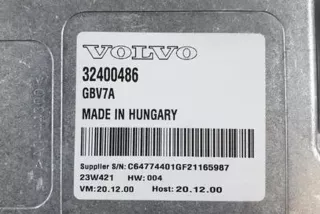 VOLVO
32400486
GBV7A
MADE IN HUNGARY
Supplier S/N: C64774401GF21165987
23W421 HW: 004
VM:20.12.00 Host: 20.12.00